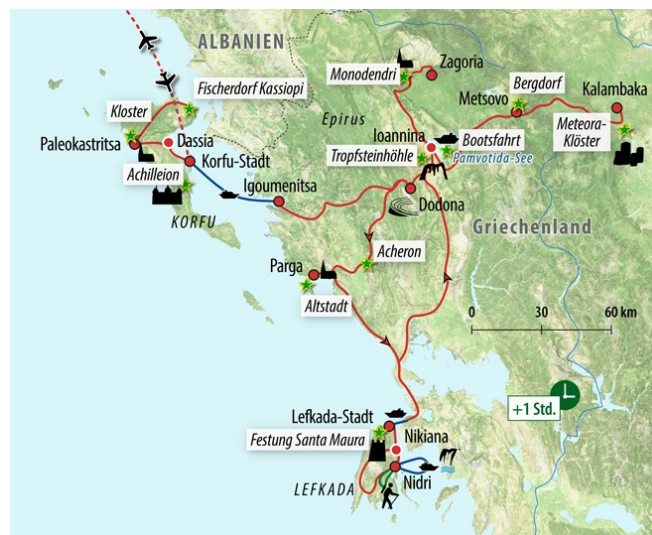 ALBANIEN
Fischerdorf Kassiopi
Kloster
Paleokastritsa
Dassia
Korfu-Stadt
Achilleion
KORFU
Igoumenitsa
Monodendri
Zagoria
Epirus
Ioannina
Tropfsteinhöhle
Bootsfahrt
Pamvotida-See
Metsovo
Bergdorf
Kalambaka
Meteora-
Klöster
Dodona
Griechenland
Acheron
Parga
Altstadt
0 30 60 km
+1 Std.
Lefkada-Stadt
Festung Santa Maura
Nikiana
LEFKADA
Nidri